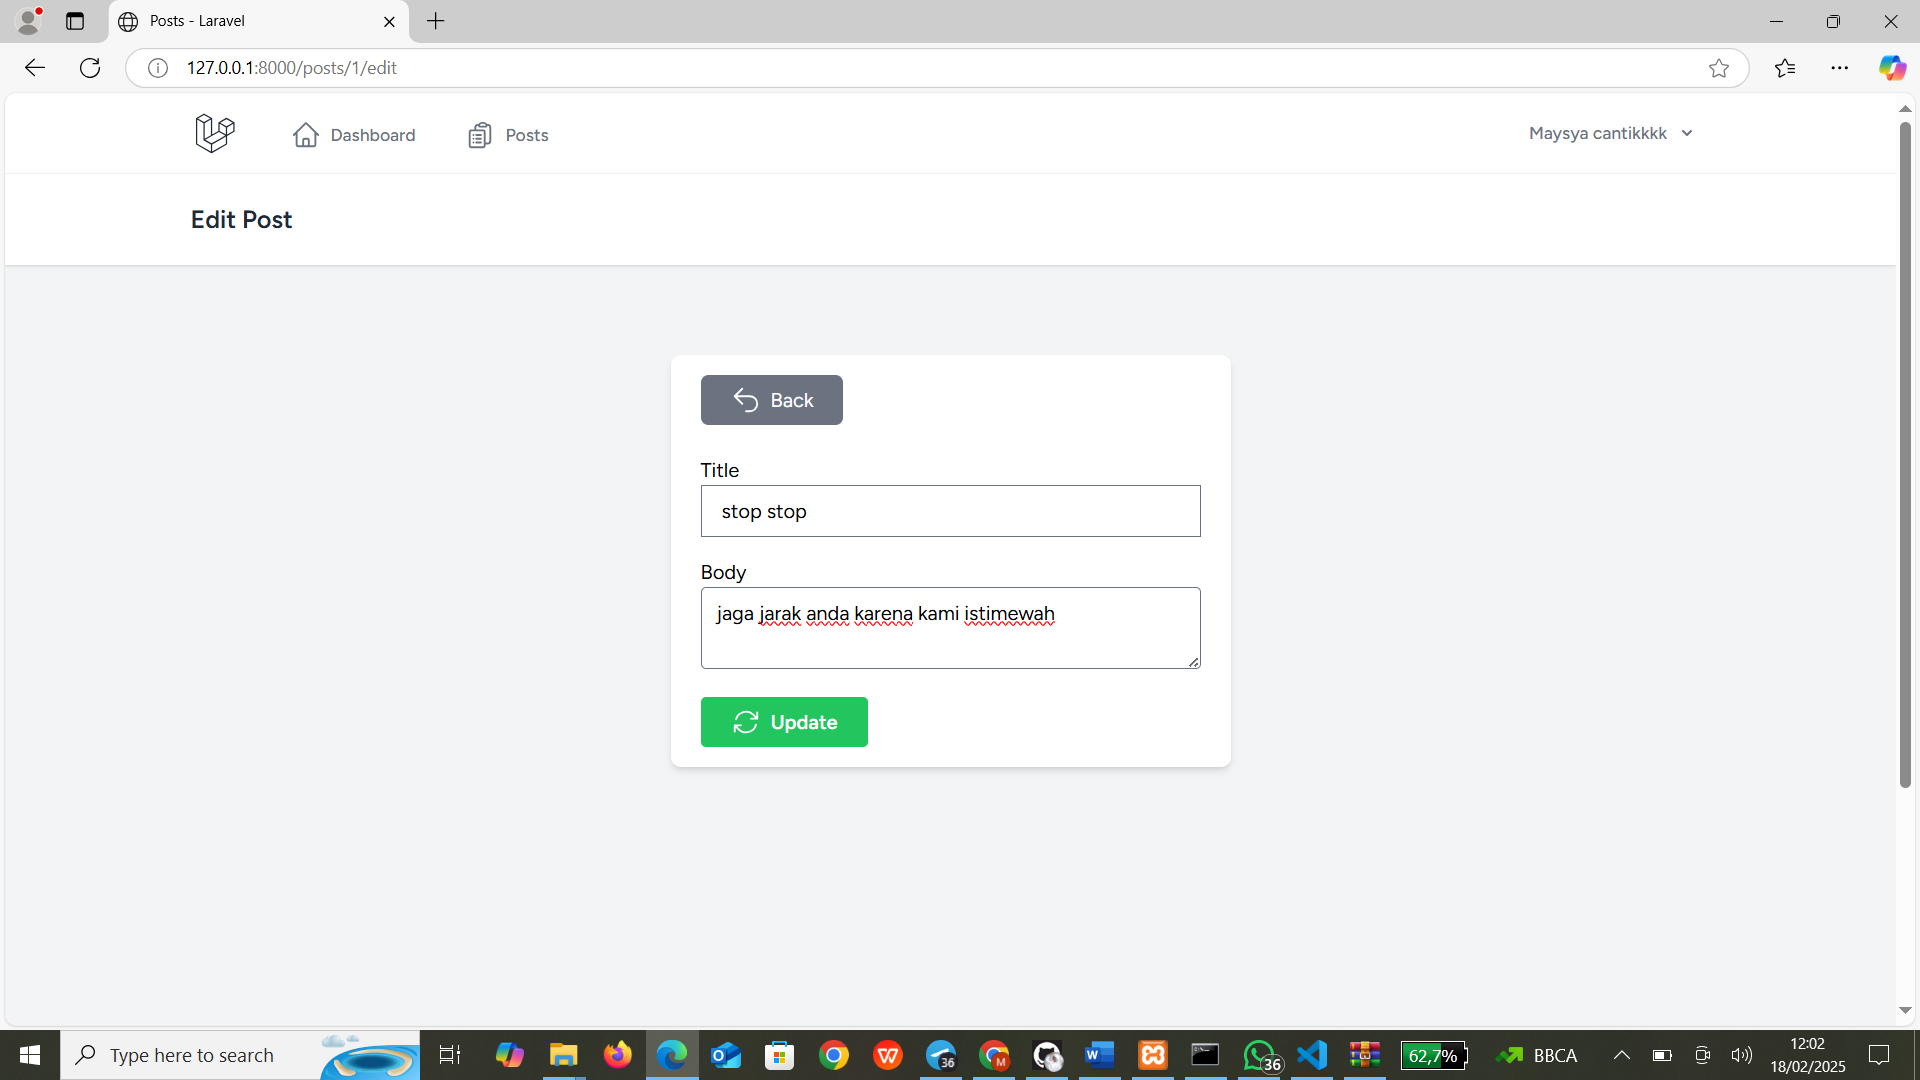 Posts - Laravel
127.0.0.1:8000/posts/1/edit
Dashboard
Posts
Maysya cantikkkk
Edit Post
Back
Title
stop stop
Body
jaga jarak anda karena kami istimewah
Update
Type here to search
36
M
36
62,7%
BBCA
12:02
18/02/2025